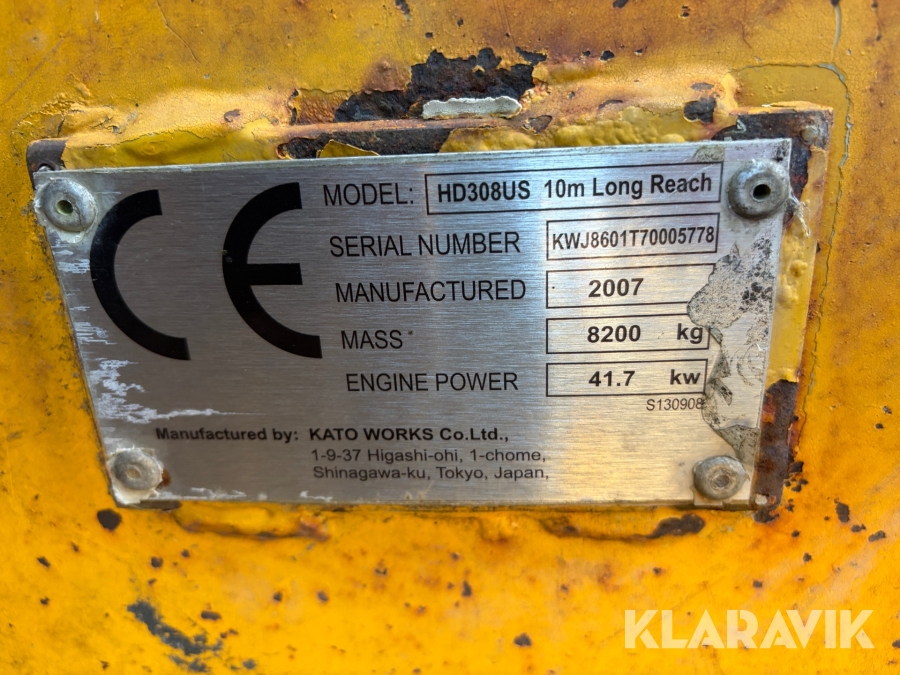 CE
MODEL: HD308US 10m Long Reach
SERIAL NUMBER KWJ8601T70005778
MANUFACTURED 2007
MASS 8200 kg
ENGINE POWER 41.7 kw
S130908
Manufactured by: KATO WORKS Co.Ltd.,
1-9-37 Higashi-ohi, 1-chome,
Shinagawa-ku, Tokyo, Japan,
KLARAVIK